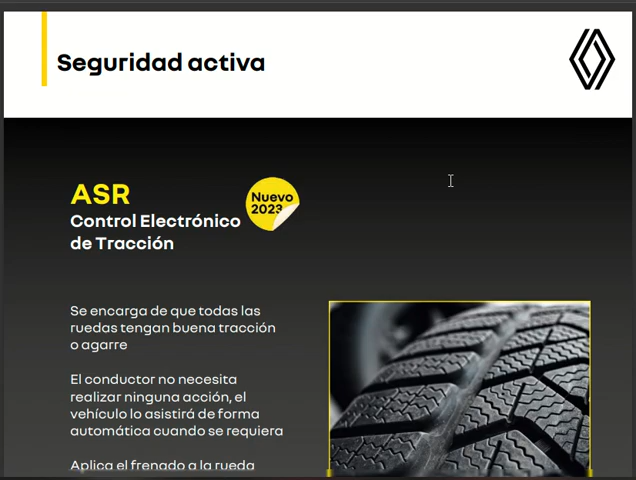 Seguridad activa
ASR
Nuevo
2023
Control Electrónico
de Tracción
Se encarga de que todas las
ruedas tengan buena tracción
o agarre
El conductor no necesita
realizar ninguna acción, el
vehículo lo asistirá de forma
automática cuando se requiera
Aplica el frenado a la rueda